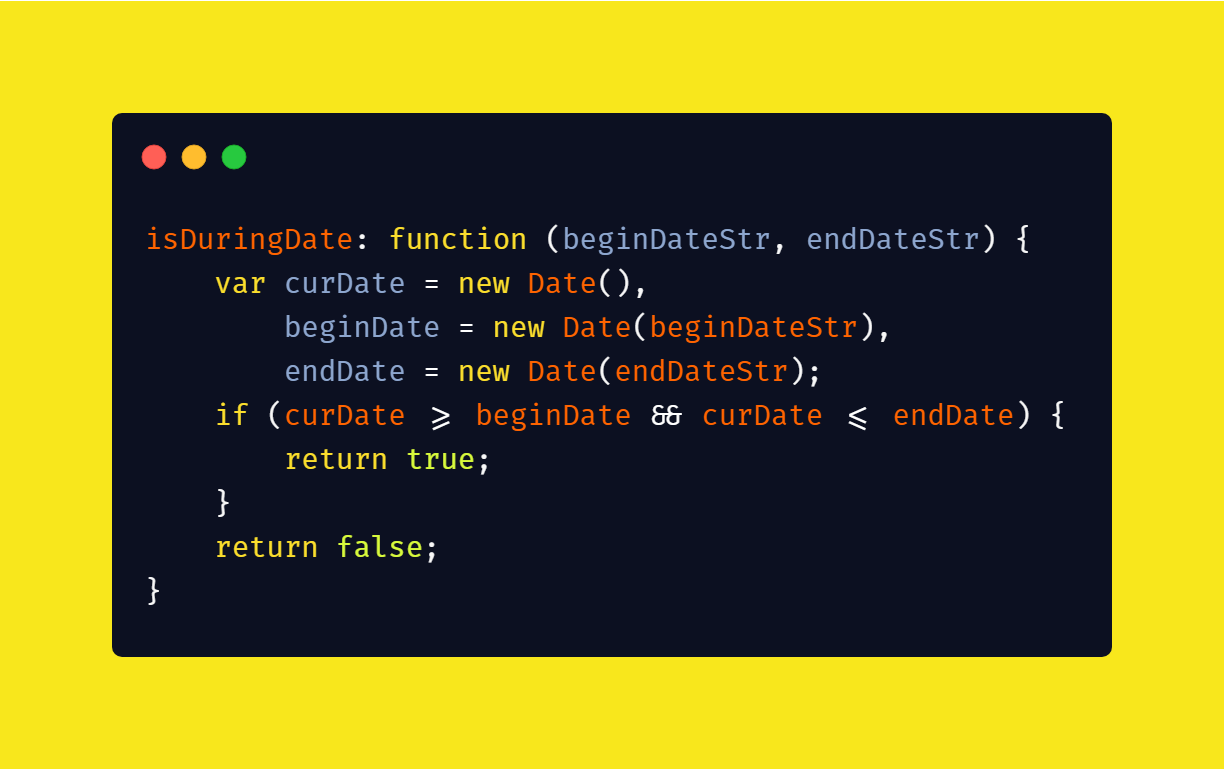 isDuringDate: function (beginDateStr, endDateStr) {
    var curDate = new Date(),
        beginDate = new Date(beginDateStr),
        endDate = new Date(endDateStr);
    if (curDate >= beginDate && curDate <= endDate) {
        return true;
    }
    return false;
}